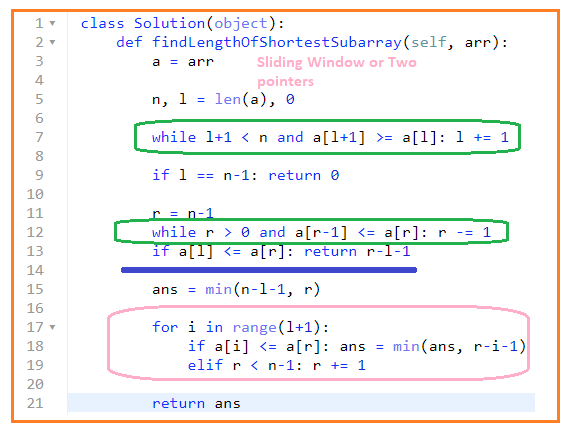 1 class Solution(object):
2 def findLengthOfShortestSubarray(self, arr):
3 a = arr Sliding Window or Two
4 pointers
5 n, l = len(a), 0
6
7 while l+1 < n and a[l+1] >= a[l]: l += 1
8
9 if l == n-1: return 0
10
11 r = n-1
12 while r > 0 and a[r-1] <= a[r]: r -= 1
13 if a[l] <= a[r]: return r-l-1
14
15 ans = min(n-l-1, r)
16
17 for i in range(l+1):
18 if a[i] <= a[r]: ans = min(ans, r-i-1)
19 elif r < n-1: r += 1
20
21 return ans